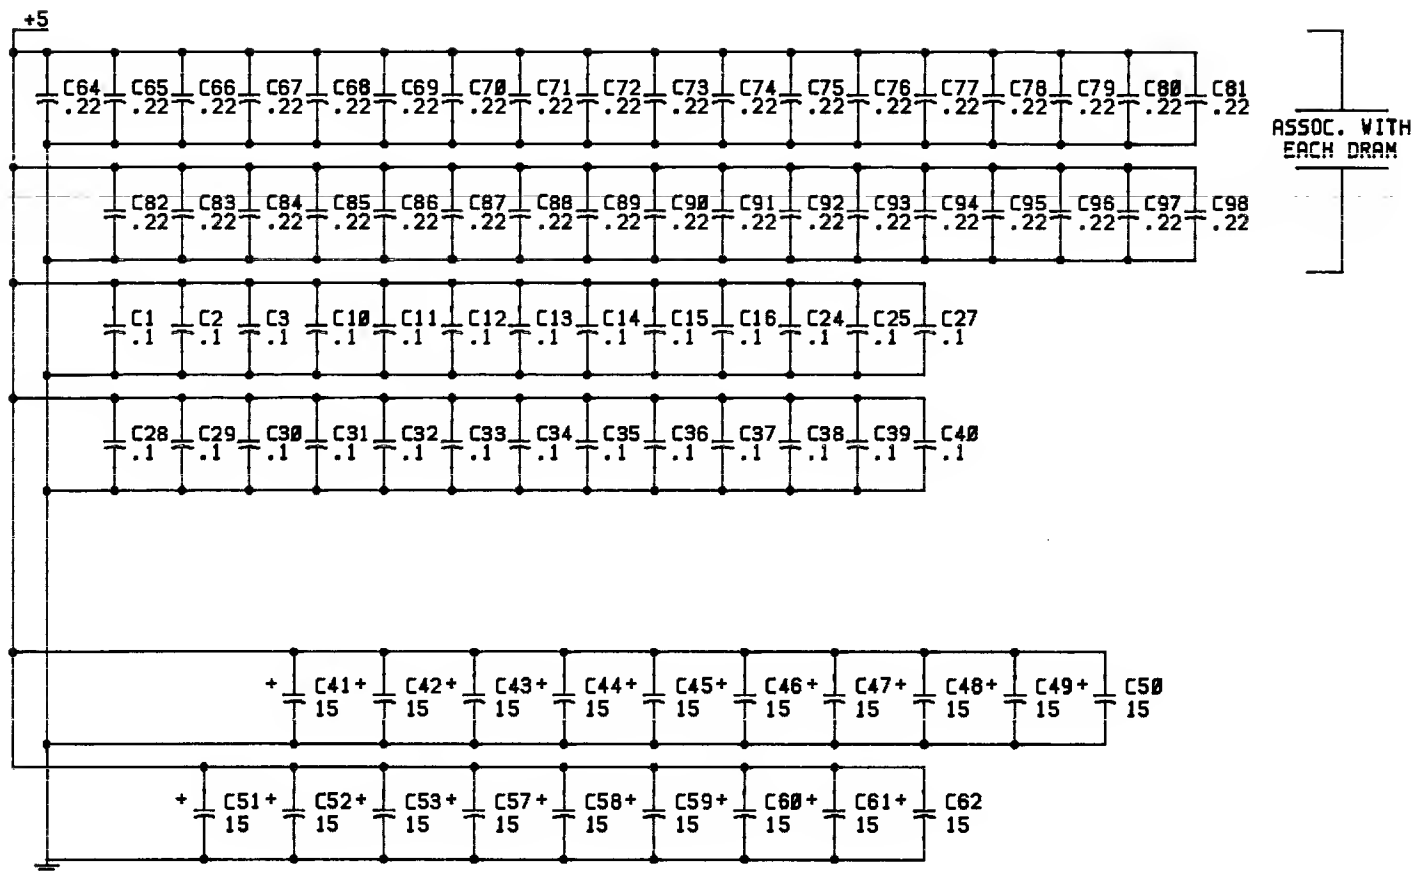 +5
C64 C65 C66 C67 C68 C69 C70 C71 C72 C73 C74 C75 C76 C77 C78 C79 C80 C81
.22 .22 .22 .22 .22 .22 .22 .22 .22 .22 .22 .22 .22 .22 .22 .22 .22 .22
ASSOC. WITH
EACH DRAM
C82 C83 C84 C85 C86 C87 C88 C89 C90 C91 C92 C93 C94 C95 C96 C97 C98
.22 .22 .22 .22 .22 .22 .22 .22 .22 .22 .22 .22 .22 .22 .22 .22 .22
C1 C2 C3 C10 C11 C12 C13 C14 C15 C16 C24 C25 C27
.1 .1 .1 .1 .1 .1 .1 .1 .1 .1 .1 .1 .1
C28 C29 C30 C31 C32 C33 C34 C35 C36 C37 C38 C39 C40
.1 .1 .1 .1 .1 .1 .1 .1 .1 .1 .1 .1 .1
+ C41 + C42 + C43 + C44 + C45 + C46 + C47 + C48 + C49 + C50
15 15 15 15 15 15 15 15 15 15
+ C51 + C52 + C53 + C57 + C58 + C59 + C60 + C61 + C62
15 15 15 15 15 15 15 15 15